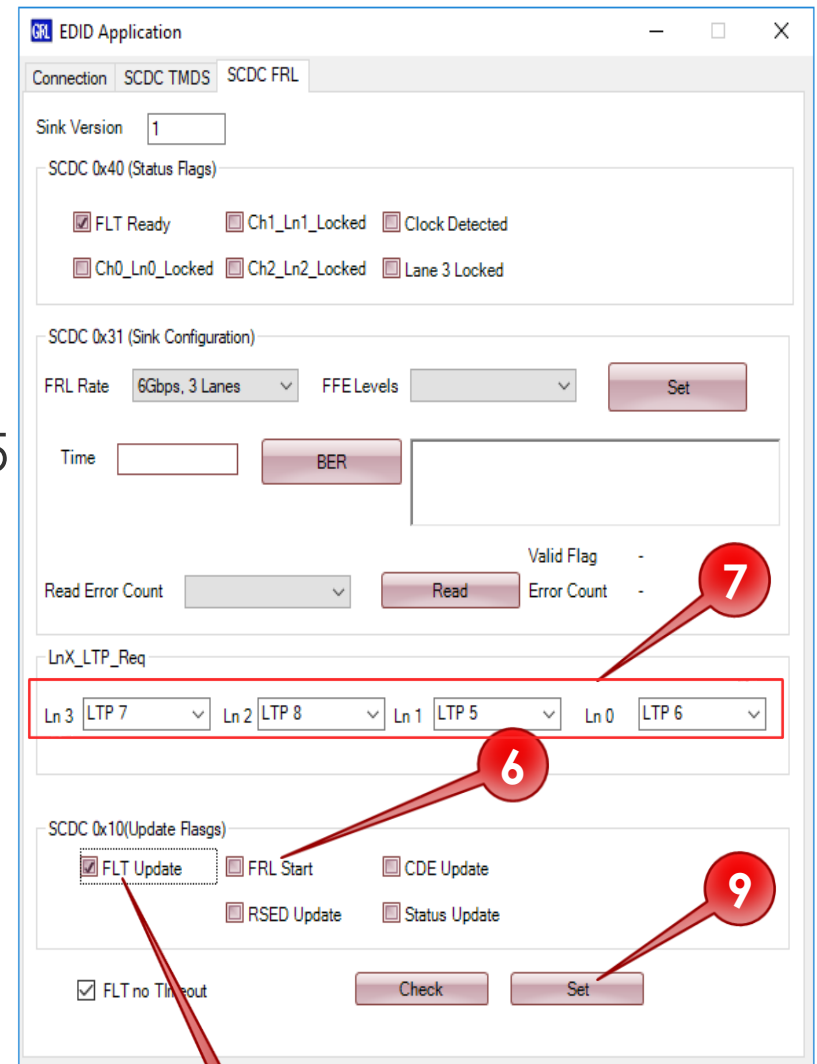 GRL EDID Application
Connection SCDC TMDS SCDC FRL
Sink Version 1
SCDC 0x40 (Status Flags)
FLT Ready Ch1_Ln1_Locked Clock Detected
Ch0_Ln0_Locked Ch2_Ln2_Locked Lane 3 Locked
SCDC 0x31 (Sink Configuration)
FRL Rate 6Gbps, 3 Lanes FFE Levels Set
5
Time BER
Valid Flag -
7
Read Error Count Read Error Count -
LnX_LTP_Req
Ln 3 LTP 7 Ln 2 LTP 8 Ln 1 LTP 5 Ln 0 LTP 6
6
SCDC 0x10(Update Flasgs)
FLT Update FRL Start CDE Update
9
RSED Update Status Update
FLT no TImeout Check Set